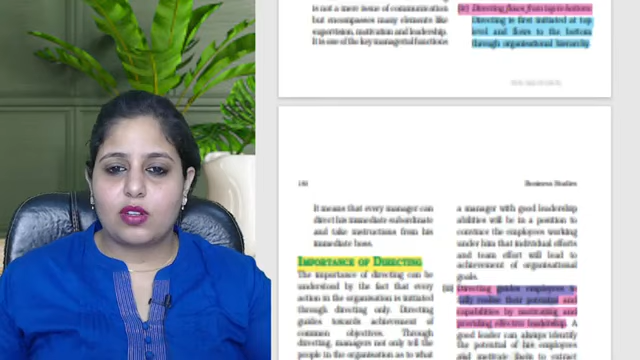 is not a mere issue of communication
but encompasses many elements like
supervision, motivation and leadership.
It is one of the key managerial functions
(iv) Directing flows from top to bottom:
Directing is first initiated at top
level and flows to the bottom
through organisational hierarchy.
Business Studies
It means that every manager can
direct his immediate subordinate
and take instructions from his
immediate boss.
IMPORTANCE OF DIRECTING
The importance of directing can be
understood by the fact that every
action in the organisation is initiated
through directing only. Directing
guides towards achievement of
common objectives. Through
directing, managers not only tell the
people in the organisation as to what
a manager with good leadership
abilities will be in a position to
convince the employees working
under him that individual efforts
and team effort will lead to
achievement of organisational
goals.
(iii) Directing guides employees to
fully realise their potential and
capabilities by motivating and
providing effective leadership. A
good leader can always identify
the potential of his employees
and motivate them to extract